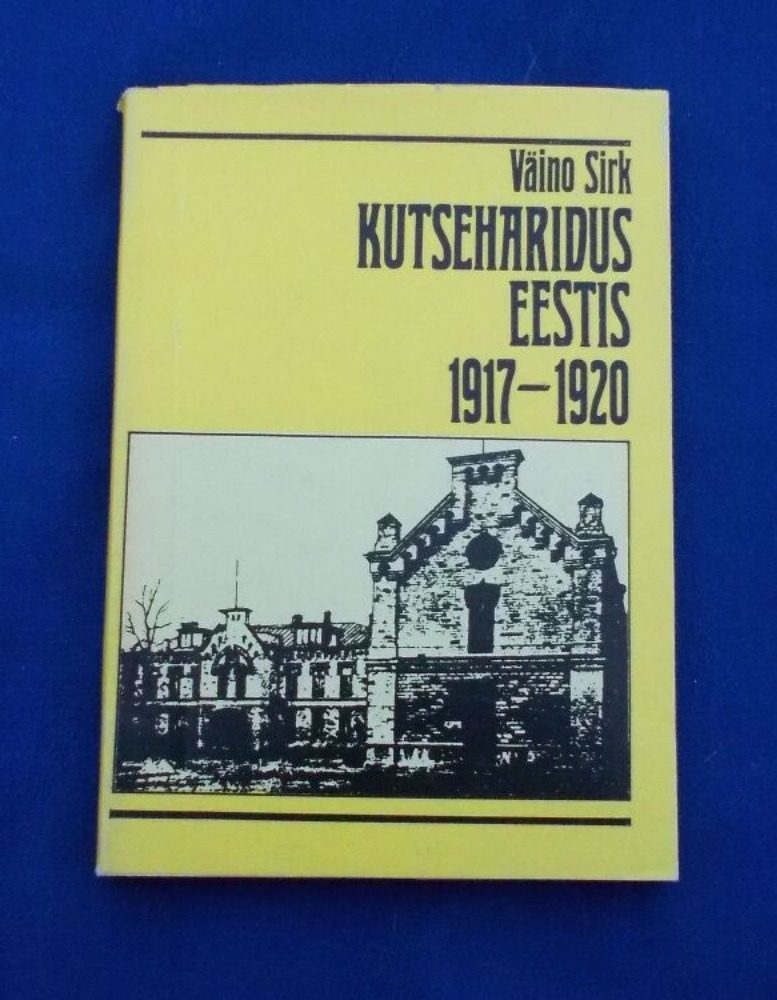 Väino Sirk
KUTSEHARIDUS
EESTIS
1917—1920